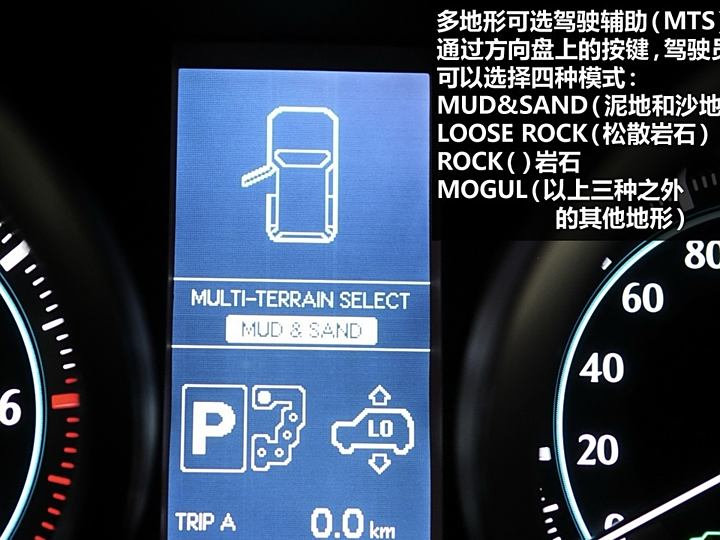 多地形可选驾驶辅助(MTS)
通过方向盘上的按键,驾驶员
可以选择四种模式:
MUD&SAND(泥地和沙地
LOOSE ROCK(松散岩石)
ROCK( )岩石
MOGUL(以上三种之外
的其他地形)
MULTI-TERRAIN SELECT
MUD & SAND
P
LO
TRIP A 0.0 km
6
80
60
40
20
0